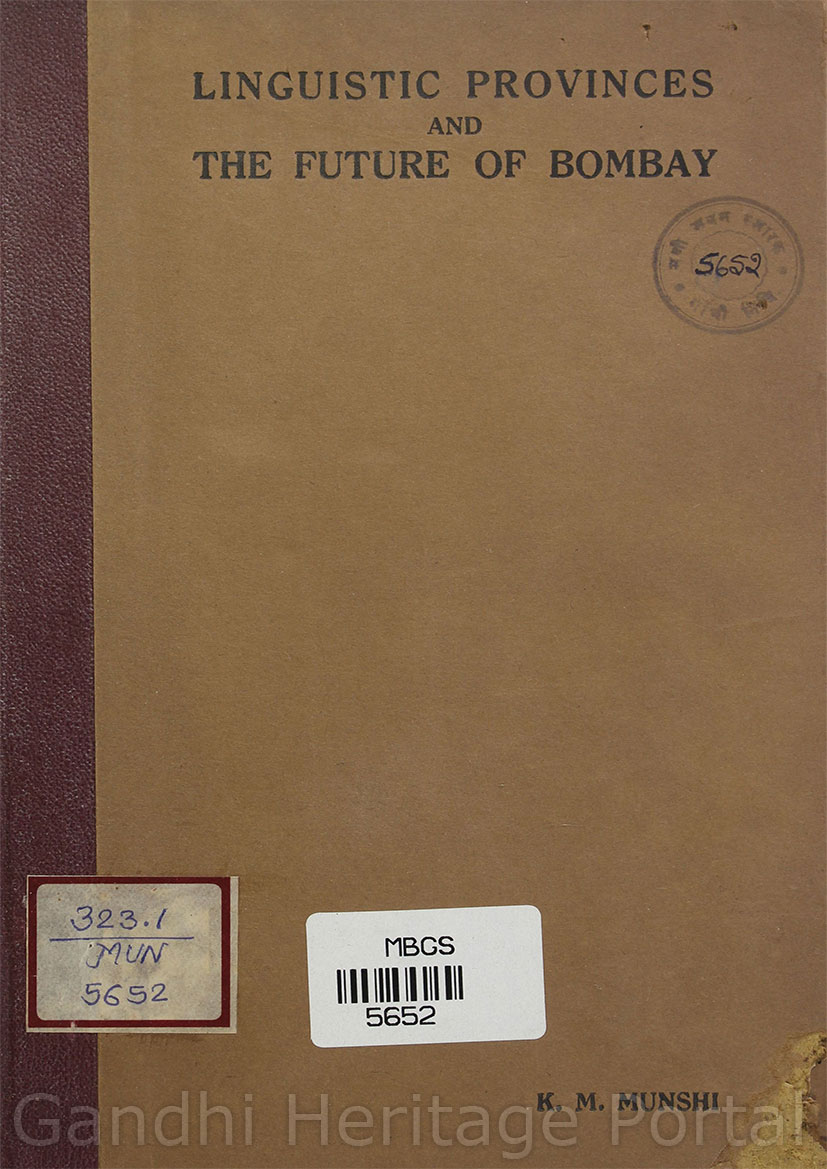 LINGUISTIC PROVINCES
AND
THE FUTURE OF BOMBAY
5652
323.1
MUN
5652
MBGS
5652
K. M. MUNSHI
Gandhi Heritage Portal